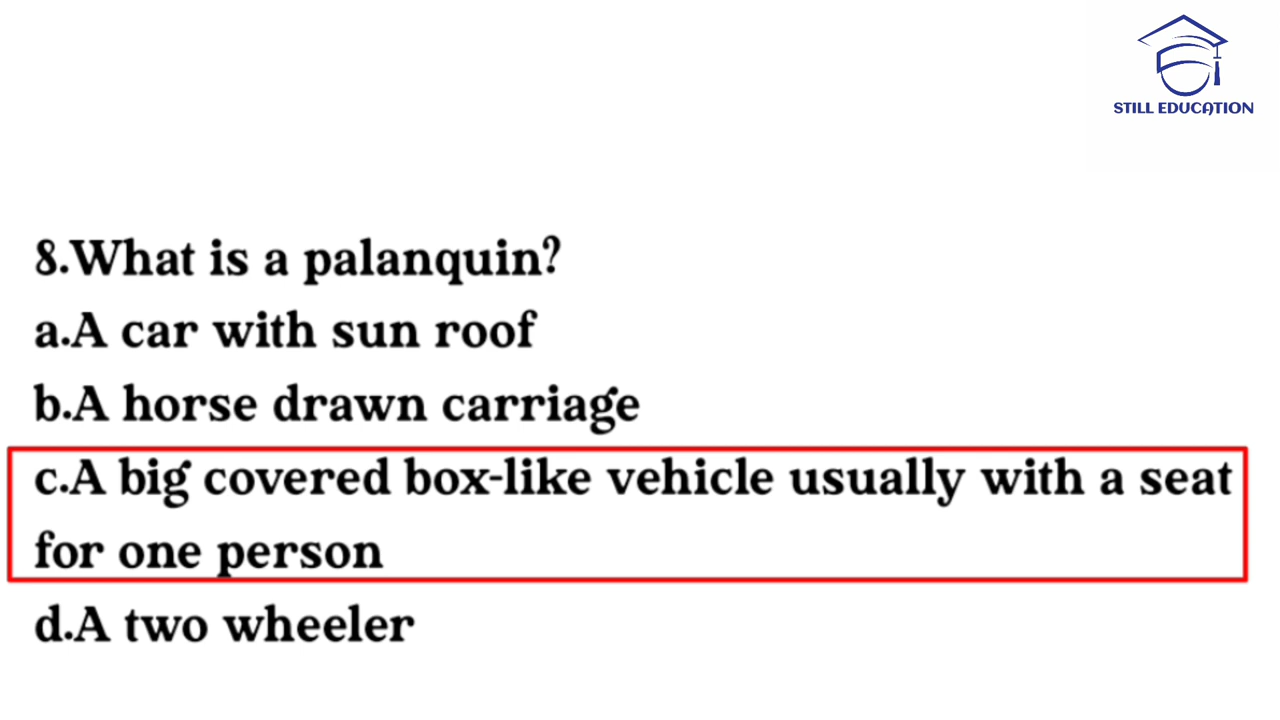 STILL EDUCATION
8.What is a palanquin?
a.A car with sun roof
b.A horse drawn carriage
c.A big covered box-like vehicle usually with a seat
for one person
d.A two wheeler